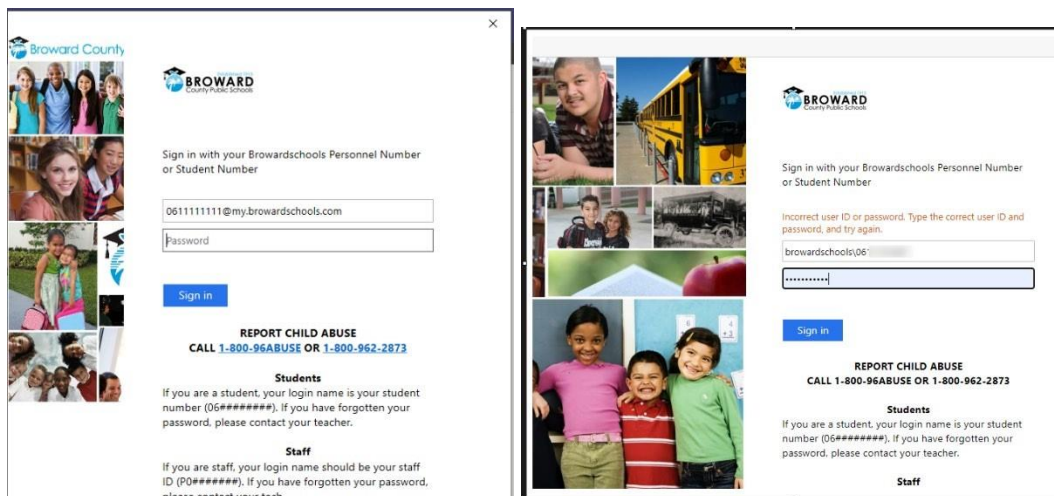 Broward County
BROWARD
County Public Schools
Sign in with your Browardschools Personnel Number
or Student Number
0611111111@my.browardschools.com
Password
Sign in
REPORT CHILD ABUSE
CALL 1-800-96ABUSE OR 1-800-962-2873
Students
If you are a student, your login name is your student
number (06########). If you have forgotten your
password, please contact your teacher.
Staff
If you are staff, your login name should be your staff
ID (P0#######). If you have forgotten your password,
please contact your tech
BROWARD
County Public Schools
Sign in with your Browardschools Personnel Number
or Student Number
Incorrect user ID or password. Type the correct user ID and
password, and try again.
browardschools\06
Sign in
REPORT CHILD ABUSE
CALL 1-800-96ABUSE OR 1-800-962-2873
Students
If you are a student, your login name is your student
number (06########). If you have forgotten your
password, please contact your teacher.
Staff